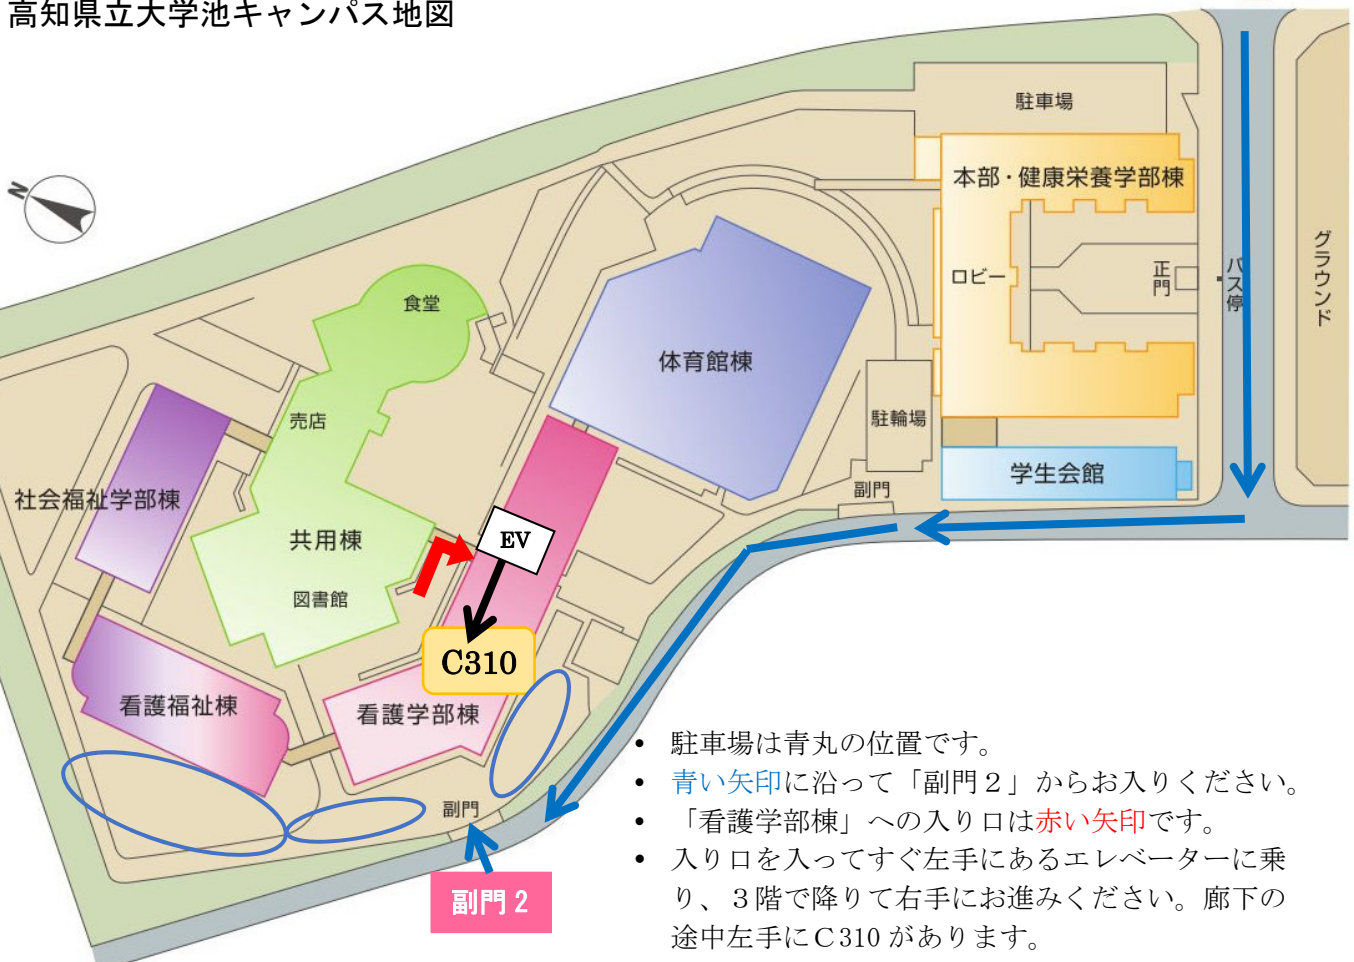 高知県立大学池キャンパス地図
N
駐車場
本部・健康栄養学部棟
ロビー
正門
バス停
グラウンド
食堂
体育館棟
売店
駐輪場
社会福祉学部棟
学生会館
副門
共用棟
EV
図書館
C310
看護福祉棟
看護学部棟
副門
副門２
• 駐車場は青丸の位置です。
• 青い矢印に沿って「副門２」からお入りください。
• 「看護学部棟」への入り口は赤い矢印です。
• 入り口を入ってすぐ左手にあるエレベーターに乗
り、３階で降りて右手にお進みください。廊下の
途中左手にＣ310 があります。